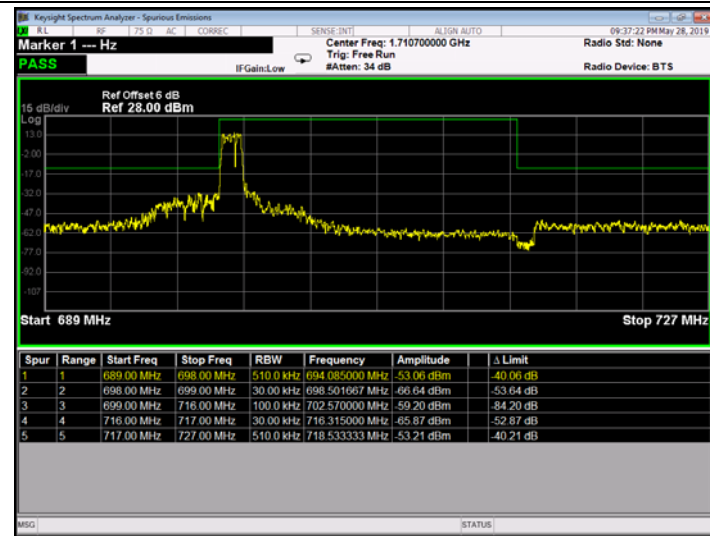 Keysight Spectrum Analyzer - Spurious Emissions
RL RF 75 Ω AC CORREC SENSE:INT ALIGN AUTO 09:37:22 PM May 28, 2019
Marker 1 --- Hz Center Freq: 1.710700000 GHz Radio Std: None
Trig: Free Run
PASS IFGain:Low #Atten: 34 dB Radio Device: BTS
Ref Offset 6 dB
15 dB/div Ref 28.00 dBm
Log
13.0
-2.00
-17.0
-32.0
-47.0
-62.0
-77.0
-92.0
-107
Start 689 MHz Stop 727 MHz
Spur Range Start Freq Stop Freq RBW Frequency Amplitude Δ Limit
1 1 689.00 MHz 698.00 MHz 510.0 kHz 694.085000 MHz -53.06 dBm -40.06 dB
2 2 698.00 MHz 699.00 MHz 30.00 kHz 698.501667 MHz -66.64 dBm -53.64 dB
3 3 699.00 MHz 716.00 MHz 100.0 kHz 702.570000 MHz -59.20 dBm -84.20 dB
4 4 716.00 MHz 717.00 MHz 30.00 kHz 716.315000 MHz -65.87 dBm -52.87 dB
5 5 717.00 MHz 727.00 MHz 510.0 kHz 718.533333 MHz -53.21 dBm -40.21 dB
MSG STATUS